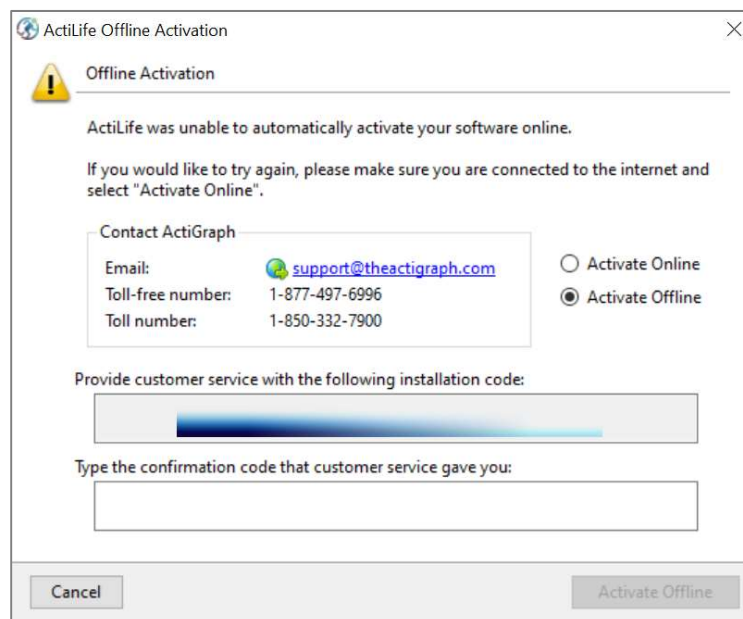 ActiLife Offline Activation
Offline Activation
ActiLife was unable to automatically activate your software online.
If you would like to try again, please make sure you are connected to the internet and
select "Activate Online".
Contact ActiGraph
Email: support@theactigraph.com
Toll-free number: 1-877-497-6996
Toll number: 1-850-332-7900
Activate Online
Activate Offline
Provide customer service with the following installation code:
Type the confirmation code that customer service gave you:
Cancel
Activate Offline